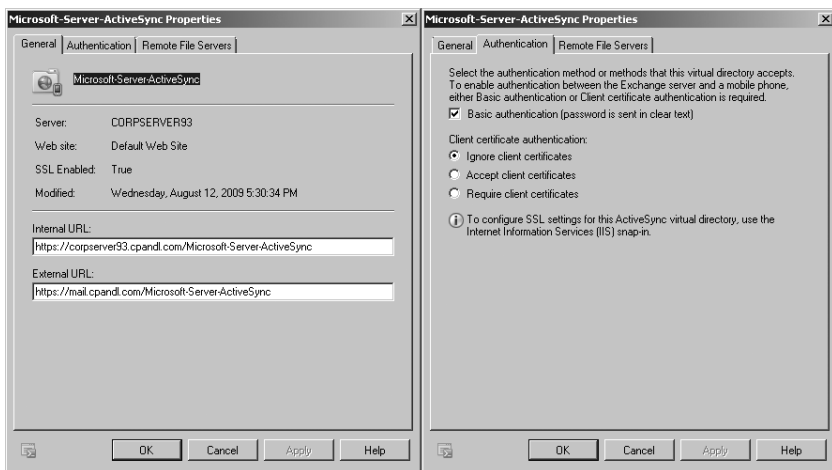 Microsoft-Server-ActiveSync Properties
General
Authentication
Remote File Servers
Microsoft-Server-ActiveSync
Server: CORPSERVER93
Web site: Default Web Site
SSL Enabled: True
Modified: Wednesday, August 12, 2009 5:30:34 PM
Internal URL:
https://corpserver93.cpandl.com/Microsoft-Server-ActiveSync
External URL:
https://mail.cpandl.com/Microsoft-Server-ActiveSync
OK
Cancel
Apply
Help
Microsoft-Server-ActiveSync Properties
General
Authentication
Remote File Servers
Select the authentication method or methods that this virtual directory accepts.
To enable authentication between the Exchange server and a mobile phone,
either Basic authentication or Client certificate authentication is required.
Basic authentication (password is sent in clear text)
Client certificate authentication:
Ignore client certificates
Accept client certificates
Require client certificates
To configure SSL settings for this ActiveSync virtual directory, use the
Internet Information Services (IIS) snap-in.
OK
Cancel
Apply
Help